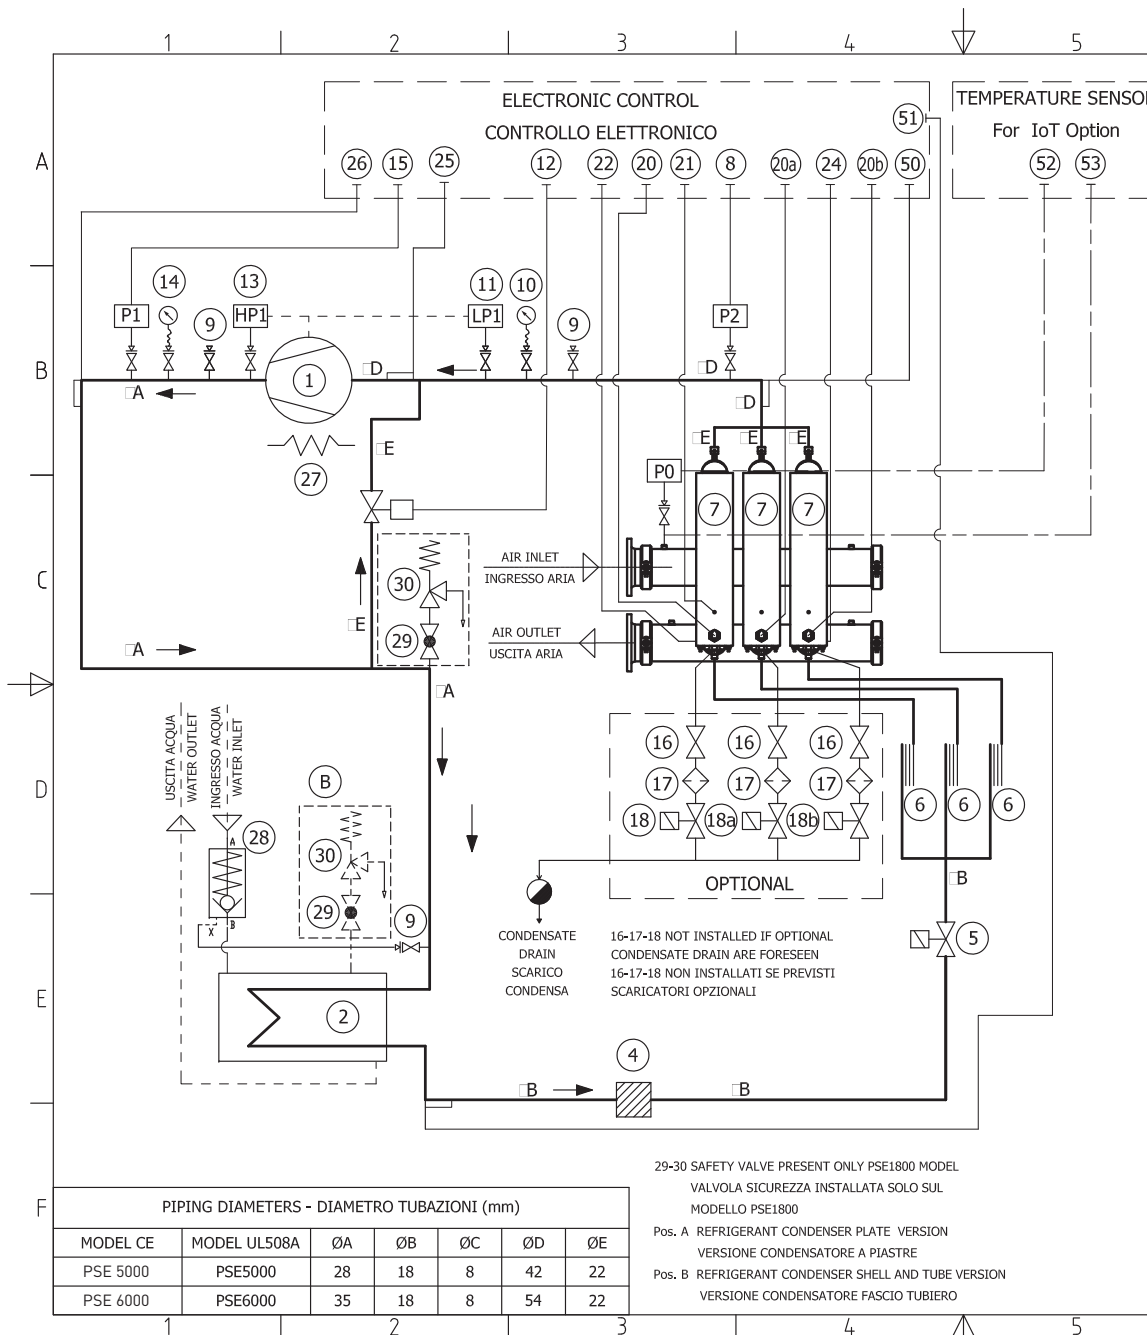 1 2 3 4 5
ELECTRONIC CONTROL
CONTROLLO ELETTRONICO
51
TEMPERATURE SENSO
For IoT Option
A
26 15 25 12 22 20 21 8 20a 24 20b 50 52 53
14 13 11 10
P1 9 HP1 LP1 9 P2
B
1
D D
A
D
E
E E E
27
P0
7 7 7
C
AIR INLET
INGRESSO ARIA
30
E
29
AIR OUTLET
USCITA ARIA
A
A
USCITA ACQUA
WATER OUTLET
INGRESSO ACQUA
WATER INLET
D
B
16 16 16
17 17 17
18 18a 18b
6 6 6
28
A
30
OPTIONAL
B
29
9
X B
CONDENSATE
DRAIN
SCARICO
CONDENSA
16-17-18 NOT INSTALLED IF OPTIONAL
CONDENSATE DRAIN ARE FORESEEN
16-17-18 NON INSTALLATI SE PREVISTI
SCARICATORI OPZIONALI
5
E
2
4
B B
29-30 SAFETY VALVE PRESENT ONLY PSE1800 MODEL
VALVOLA SICUREZZA INSTALLATA SOLO SUL
MODELLO PSE1800
Pos. A REFRIGERANT CONDENSER PLATE VERSION
VERSIONE CONDENSATORE A PIASTRE
Pos. B REFRIGERANT CONDENSER SHELL AND TUBE VERSION
VERSIONE CONDENSATORE FASCIO TUBIERO
F
PIPING DIAMETERS - DIAMETRO TUBAZIONI (mm)
MODEL CE MODEL UL508A ØA ØB ØC ØD ØE
PSE 5000 PSE5000 28 18 8 42 22
PSE 6000 PSE6000 35 18 8 54 22
1 2 3 4 5